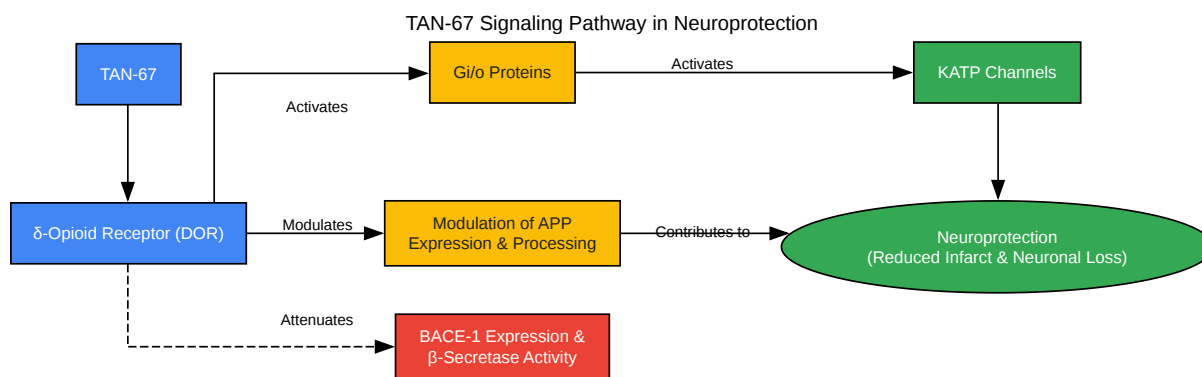 TAN-67 Signaling Pathway in Neuroprotection
TAN-67
Gi/o Proteins
Activates
KATP Channels
Activates
δ-Opioid Receptor (DOR)
Modulates
Modulation of APP
Expression & Processing
Contributes to
Neuroprotection
(Reduced Infarct & Neuronal Loss)
Attenuates
BACE-1 Expression &
β-Secretase Activity